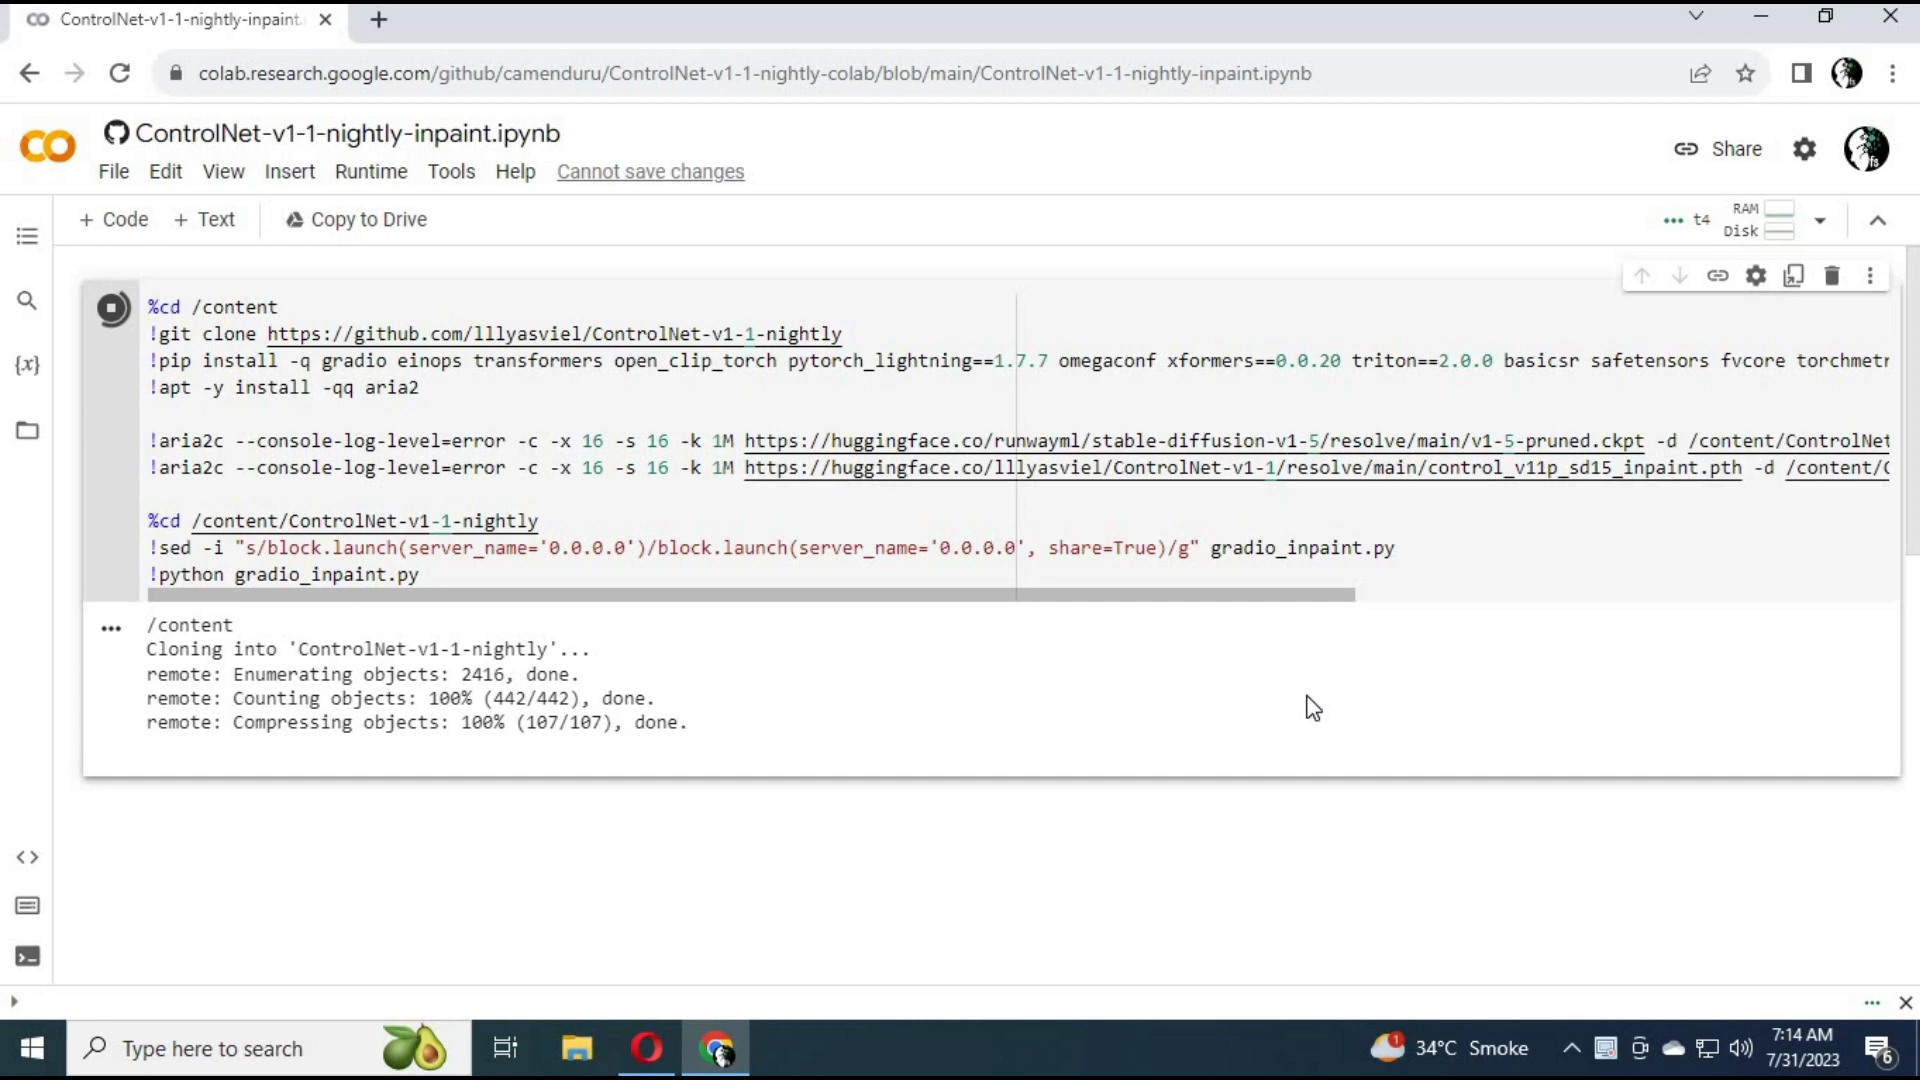 ControlNet-v1-1-nightly-inpaint.
colab.research.google.com/github/camenduru/ControlNet-v1-1-nightly-colab/blob/main/ControlNet-v1-1-nightly-inpaint.ipynb
ControlNet-v1-1-nightly-inpaint.ipynb
File Edit View Insert Runtime Tools Help Cannot save changes
Share
+ Code + Text Copy to Drive
t4 RAM
Disk
%cd /content
!git clone https://github.com/lllyasviel/ControlNet-v1-1-nightly
!pip install -q gradio einops transformers open_clip_torch pytorch_lightning==1.7.7 omegaconf xformers==0.0.20 triton==2.0.0 basicsr safetensors fvcore torchmetr
!apt -y install -qq aria2
!aria2c --console-log-level=error -c -x 16 -s 16 -k 1M https://huggingface.co/runwayml/stable-diffusion-v1-5/resolve/main/v1-5-pruned.ckpt -d /content/ControlNet
!aria2c --console-log-level=error -c -x 16 -s 16 -k 1M https://huggingface.co/lllyasviel/ControlNet-v1-1/resolve/main/control_v11p_sd15_inpaint.pth -d /content/C
%cd /content/ControlNet-v1-1-nightly
!sed -i "s/block.launch(server_name='0.0.0.0')/block.launch(server_name='0.0.0.0', share=True)/g" gradio_inpaint.py
!python gradio_inpaint.py
/content
Cloning into 'ControlNet-v1-1-nightly'...
remote: Enumerating objects: 2416, done.
remote: Counting objects: 100% (442/442), done.
remote: Compressing objects: 100% (107/107), done.
Type here to search
1
34°C Smoke
7:14 AM
7/31/2023
6